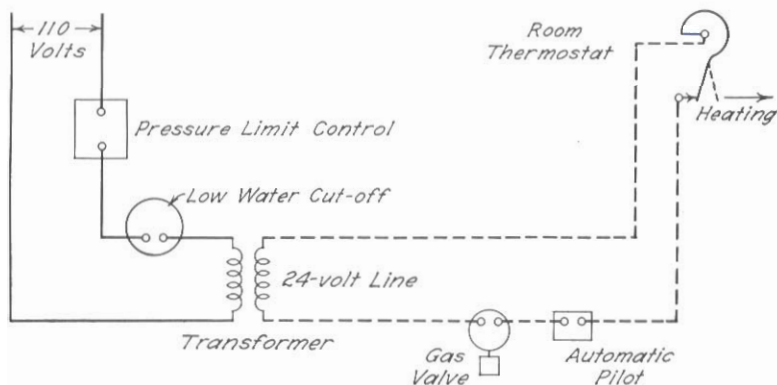 110
Volts
Room
Thermostat
Pressure Limit Control
Heating
Low Water Cut-off
24-volt Line
Transformer
Gas
Valve
Automatic
Pilot